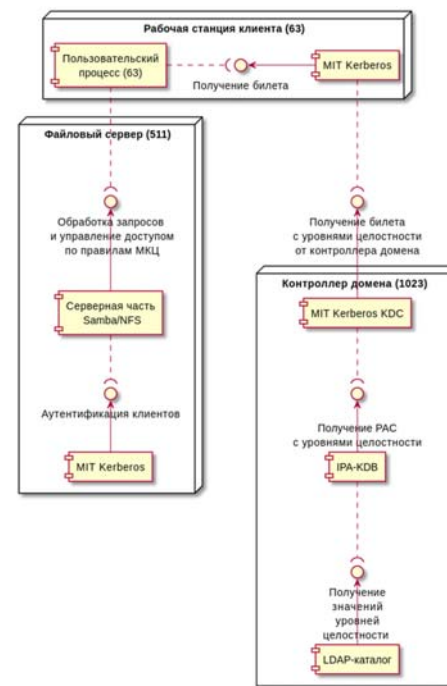 Рабочая станция клиента (63)
Пользовательский
процесс (63)
MIT Kerberos
Получение билета
Файловый сервер (511)
Обработка запросов
и управление доступом
по правилам МКЦ
Получение билета
с уровнями целостности
от контроллера домена
Контроллер домена (1023)
Серверная часть
Samba/NFS
MIT Kerberos KDC
Аутентификация клиентов
Получение PAC
с уровнями целостности
MIT Kerberos
IPA-KDB
Получение
значений
уровней
целостности
LDAP-каталог